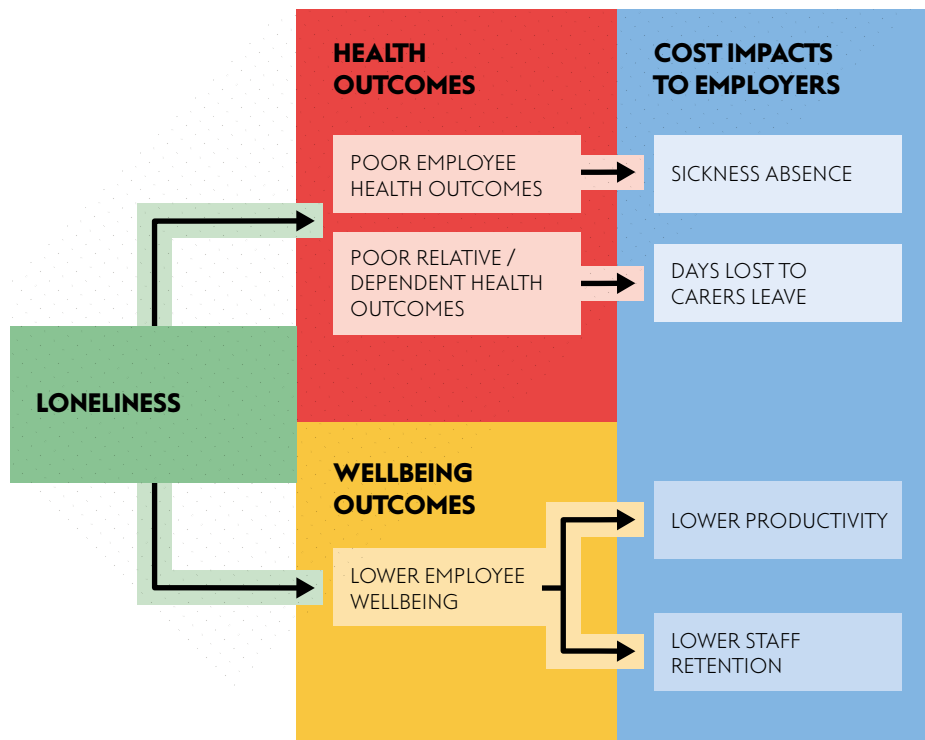 HEALTH
OUTCOMES
COST IMPACTS
TO EMPLOYERS
POOR EMPLOYEE
HEALTH OUTCOMES
SICKNESS ABSENCE
POOR RELATIVE /
DEPENDENT HEALTH
OUTCOMES
DAYS LOST TO
CARERS LEAVE
LONELINESS
WELLBEING
OUTCOMES
LOWER EMPLOYEE
WELLBEING
LOWER PRODUCTIVITY
LOWER STAFF
RETENTION